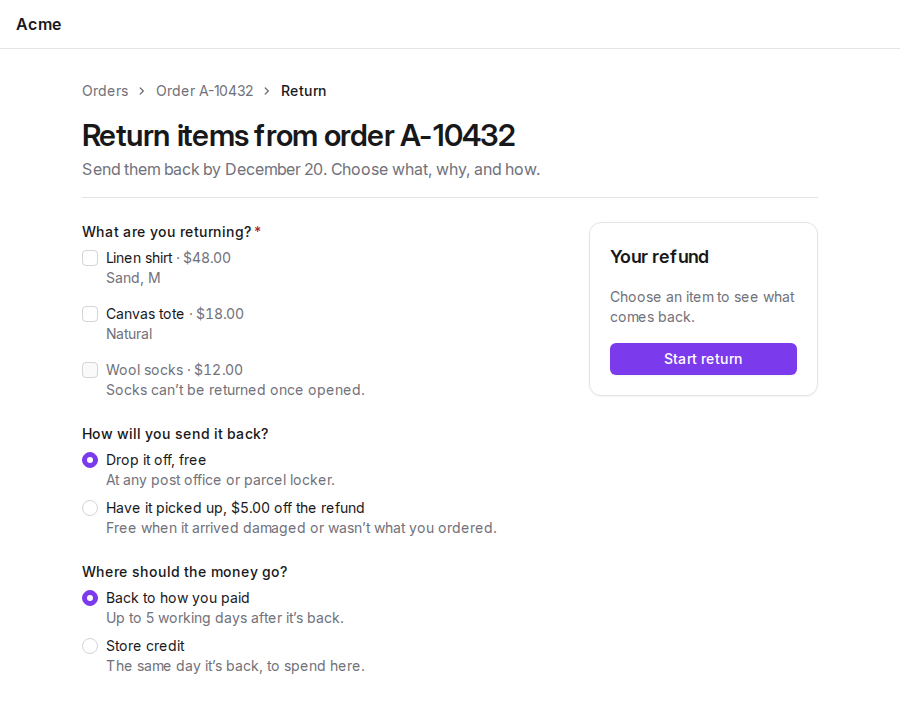 Acme
Orders > Order A-10432 > Return
Return items from order A-10432
Send them back by December 20. Choose what, why, and how.
What are you returning? *
Linen shirt · $48.00
Sand, M
Canvas tote · $18.00
Natural
Wool socks · $12.00
Socks can’t be returned once opened.
How will you send it back?
Drop it off, free
At any post office or parcel locker.
Have it picked up, $5.00 off the refund
Free when it arrived damaged or wasn’t what you ordered.
Where should the money go?
Back to how you paid
Up to 5 working days after it’s back.
Store credit
The same day it’s back, to spend here.
Your refund
Choose an item to see what
comes back.
Start return